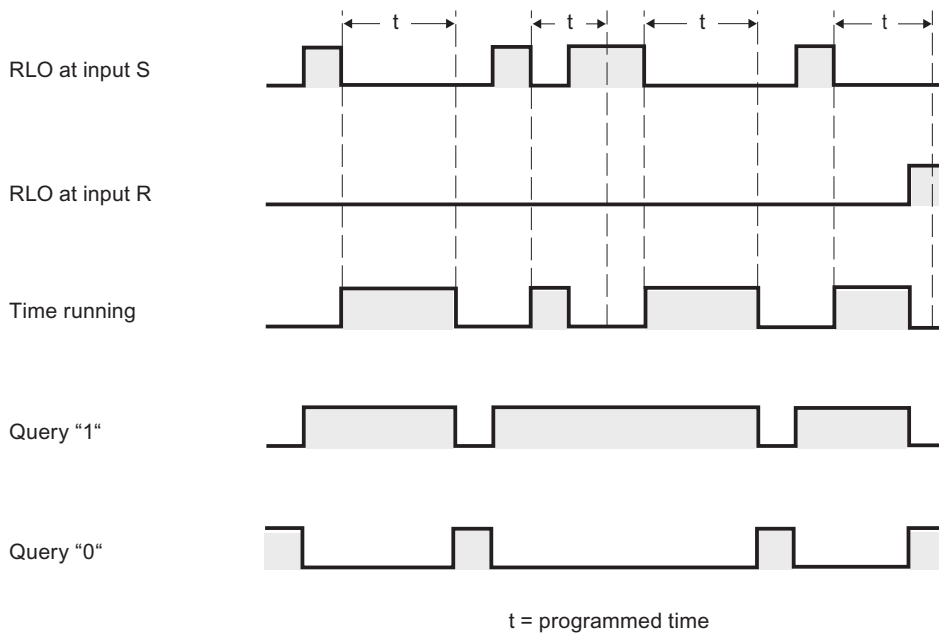 t t t t
RLO at input S
RLO at input R
Time running
Query “1“
Query “0“
t = programmed time